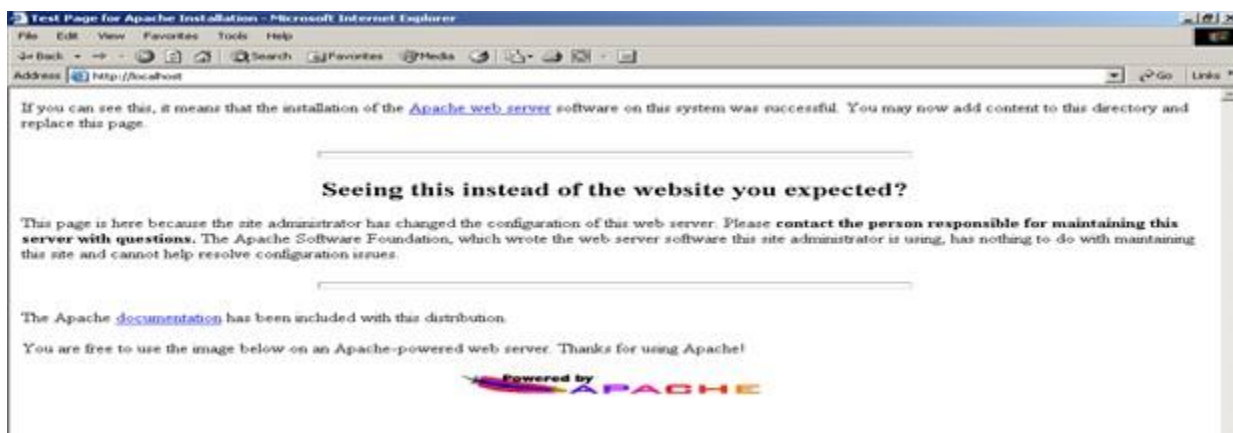 Test Page for Apache Installation - Microsoft Internet Explorer
File Edit View Favorites Tools Help
Back Search Favorites Media
Address http://localhost Go Links
If you can see this, it means that the installation of the Apache web server software on this system was successful. You may now add content to this directory and
replace this page.
Seeing this instead of the website you expected?
This page is here because the site administrator has changed the configuration of this web server. Please contact the person responsible for maintaining this
server with questions. The Apache Software Foundation, which wrote the web server software this site administrator is using, has nothing to do with maintaining
this site and cannot help resolve configuration issues.
The Apache documentation has been included with this distribution.
You are free to use the image below on an Apache-powered web server. Thanks for using Apache!
Powered by
APACHE